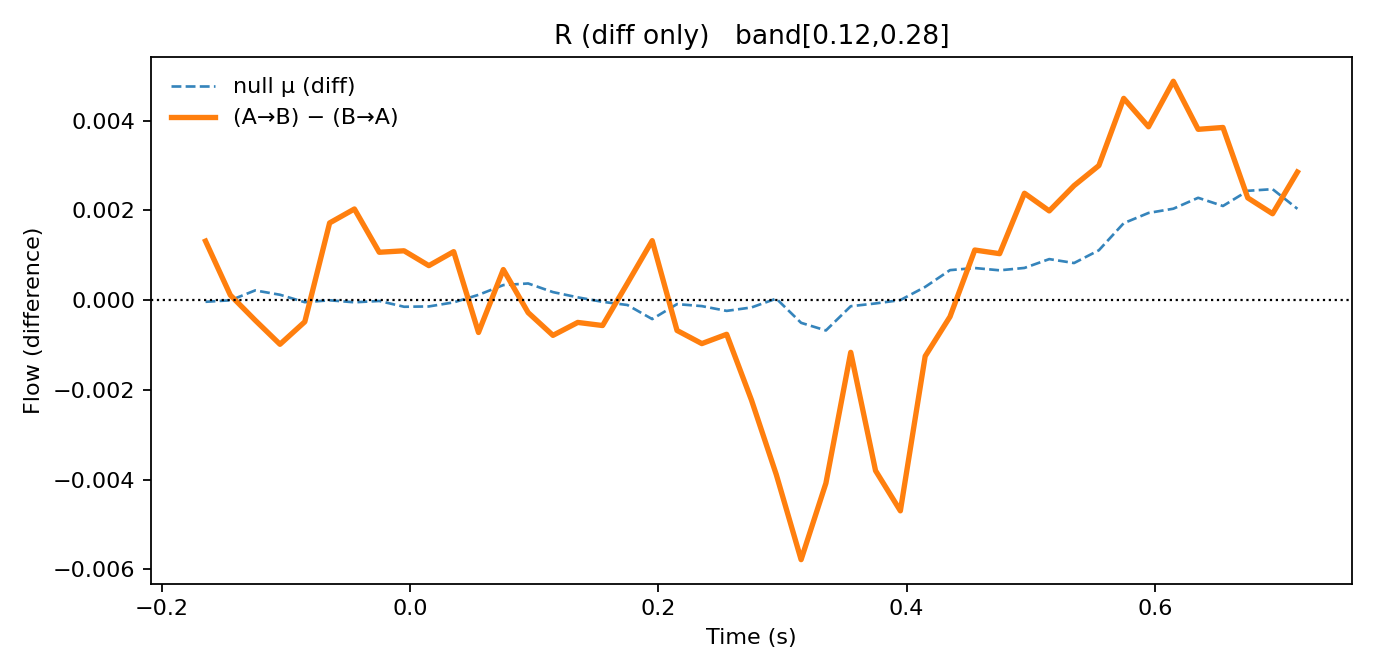 R (diff only)   band[0.12,0.28]
null μ (diff)
(A→B) − (B→A)
0.004
0.002
0.000
−0.002
−0.004
−0.006
Flow (difference)
−0.2
0.0
0.2
0.4
0.6
Time (s)